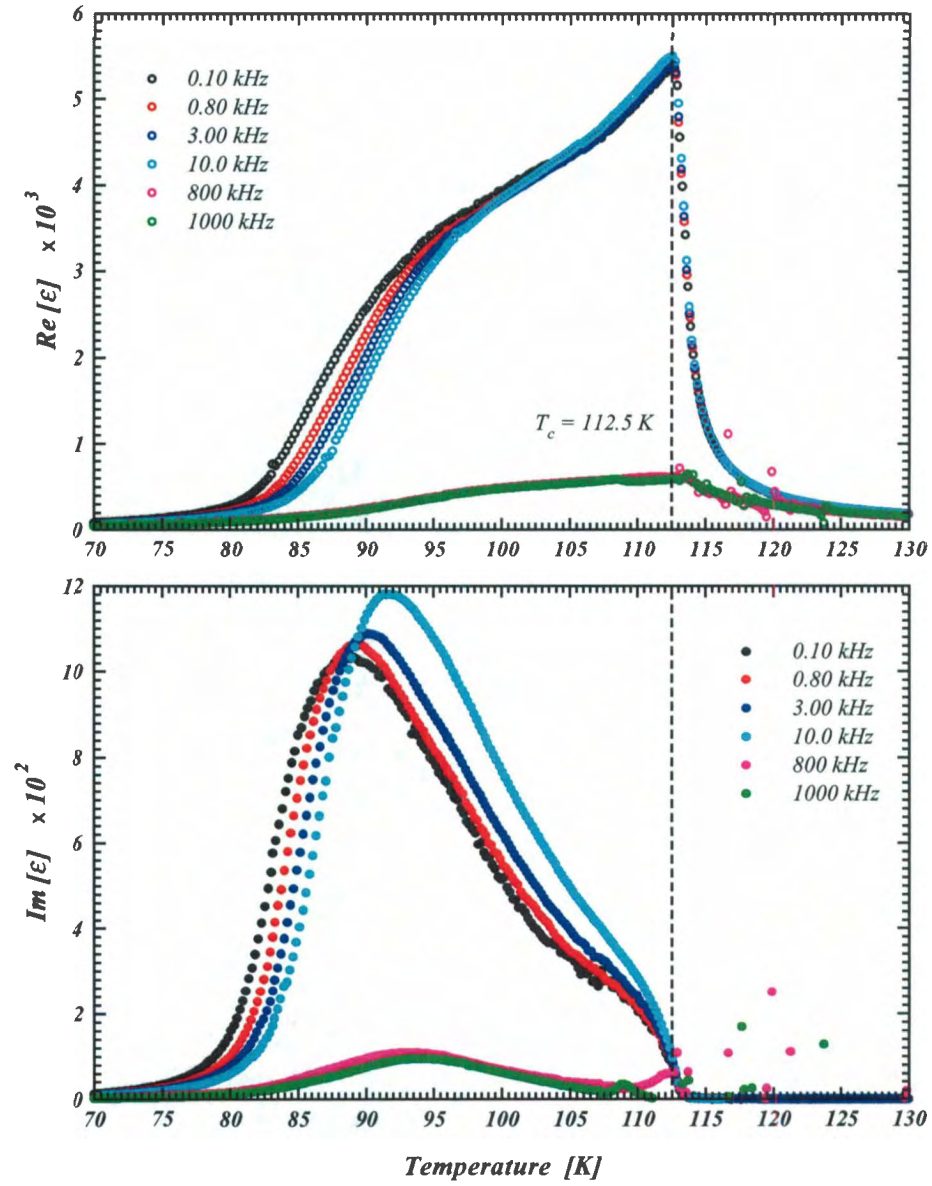 6
5
4
3
2
1
0
Re [ε] x 10^3
0.10 kHz
0.80 kHz
3.00 kHz
10.0 kHz
800 kHz
1000 kHz
T_c = 112.5 K
70 75 80 85 90 95 100 105 110 115 120 125 130
12
10
8
6
4
2
0
Im [ε] x 10^2
0.10 kHz
0.80 kHz
3.00 kHz
10.0 kHz
800 kHz
1000 kHz
70 75 80 85 90 95 100 105 110 115 120 125 130
Temperature [K]